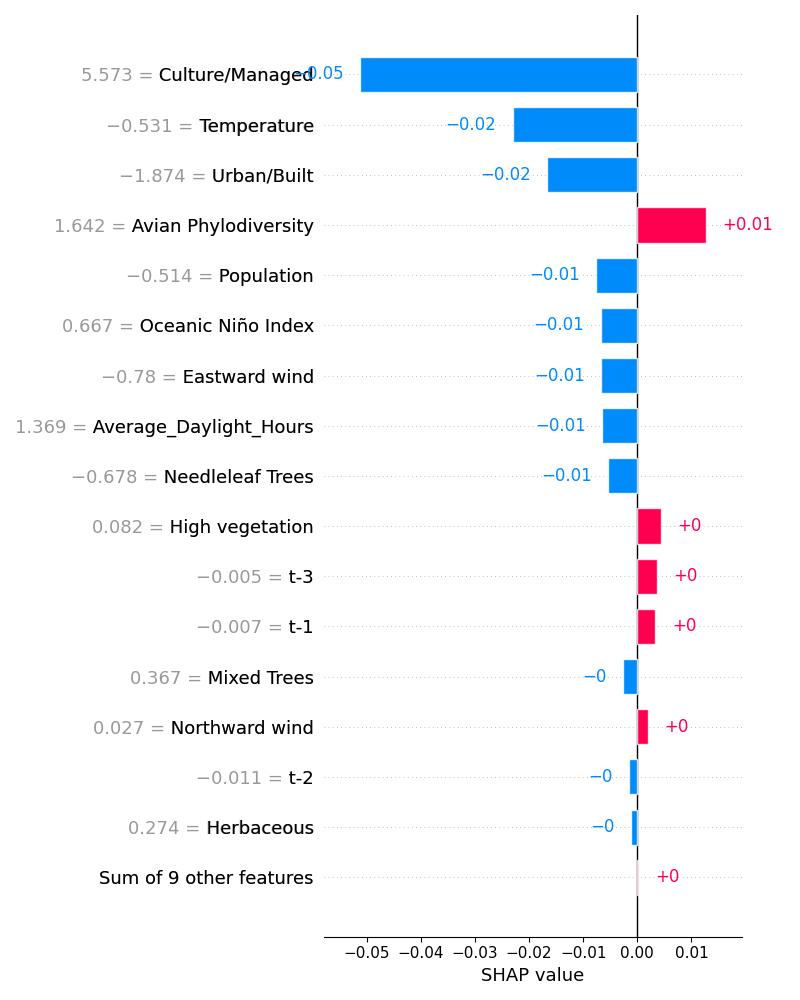 5.573 = Culture/Managed −0.05
−0.531 = Temperature −0.02
−1.874 = Urban/Built −0.02
1.642 = Avian Phylodiversity +0.01
−0.514 = Population −0.01
0.667 = Oceanic Niño Index −0.01
−0.78 = Eastward wind −0.01
1.369 = Average_Daylight_Hours −0.01
−0.678 = Needleleaf Trees −0.01
0.082 = High vegetation +0
−0.005 = t-3 +0
−0.007 = t-1 +0
0.367 = Mixed Trees −0
0.027 = Northward wind +0
−0.011 = t-2 −0
0.274 = Herbaceous −0
Sum of 9 other features +0
−0.05 −0.04 −0.03 −0.02 −0.01 0.00 0.01
SHAP value